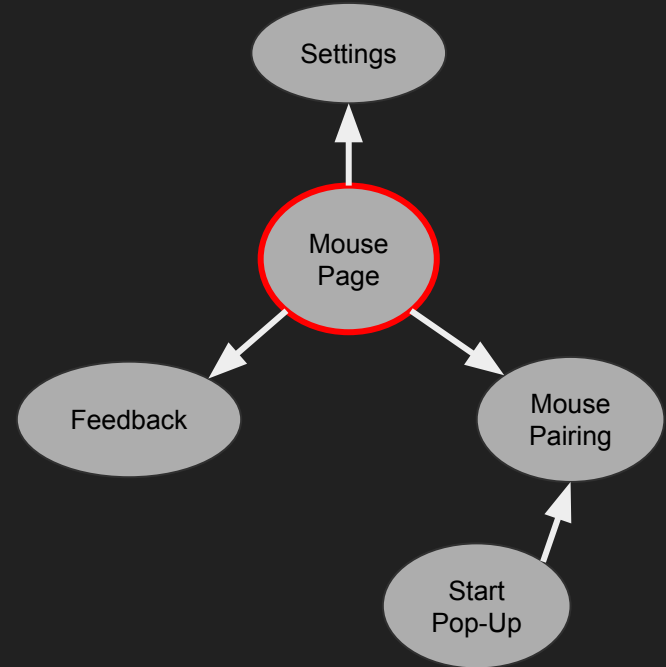 Settings
Mouse
Page
Feedback
Mouse
Pairing
Start
Pop-Up